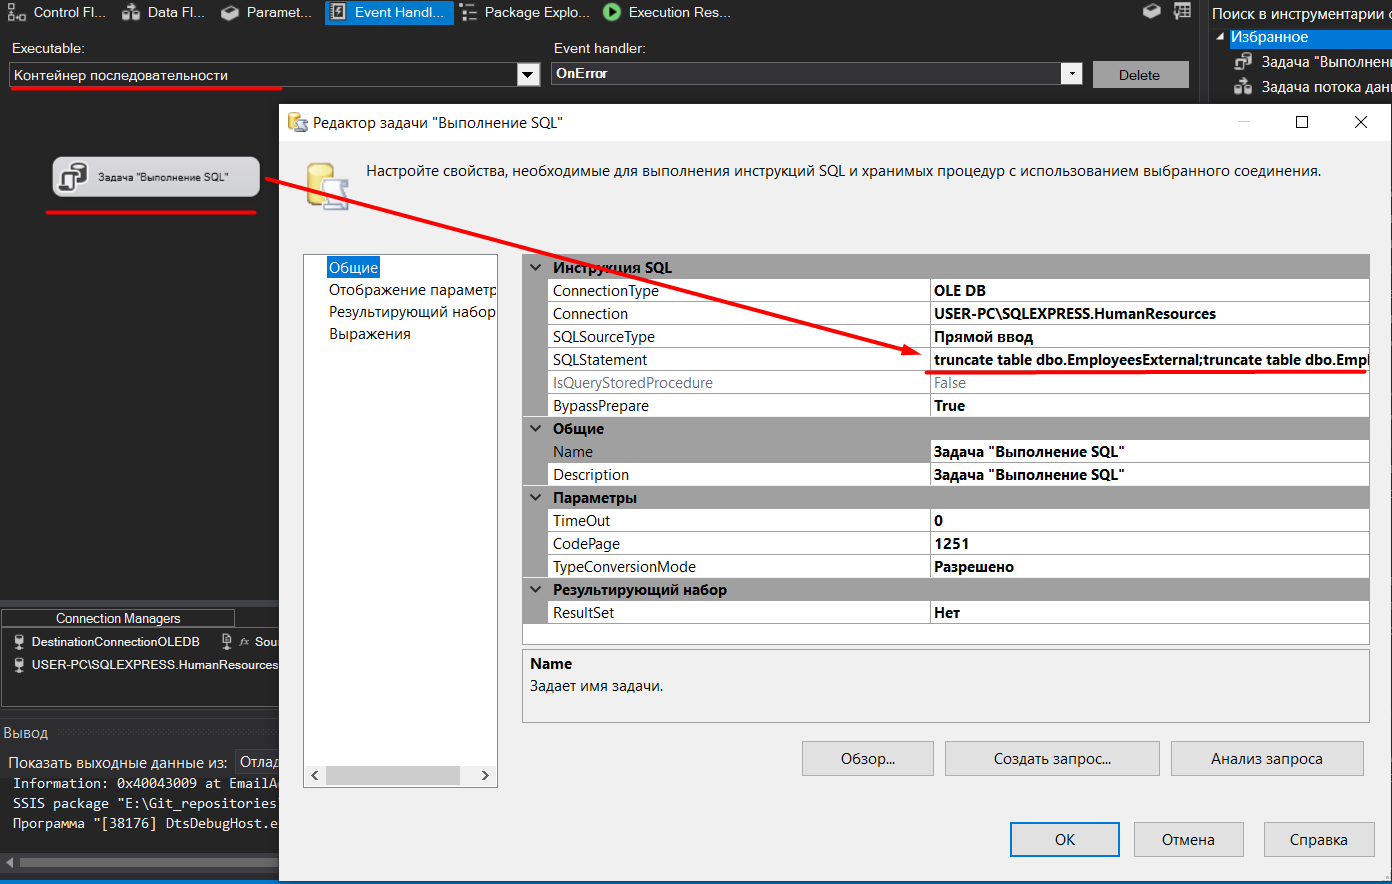 Control Fl...
Data Fl...
Paramet...
Event Handl...
Package Explo...
Execution Res...
Поиск в инструментарии
Executable:
Контейнер последовательности
Event handler:
OnError
Delete
Избранное
Задача "Выполнени
Задача потока дан
Задача "Выполнение SQL"
Редактор задачи "Выполнение SQL"
Настройте свойства, необходимые для выполнения инструкций SQL и хранимых процедур с использованием выбранного соединения.
Общие
Отображение параметр
Результирующий набор
Выражения
Инструкция SQL
ConnectionType
OLE DB
Connection
USER-PC\SQLEXPRESS.HumanResources
SQLSourceType
Прямой ввод
SQLStatement
truncate table dbo.EmployeesExternal;truncate table dbo.Empl
IsQueryStoredProcedure
False
BypassPrepare
True
Общие
Name
Задача "Выполнение SQL"
Description
Задача "Выполнение SQL"
Параметры
TimeOut
0
CodePage
1251
TypeConversionMode
Разрешено
Результирующий набор
ResultSet
Нет
Name
Задает имя задачи.
Обзор...
Создать запрос...
Анализ запроса
OK
Отмена
Справка
Connection Managers
DestinationConnectionOLEDB
fx Sou
USER-PC\SQLEXPRESS.HumanResources
Вывод
Показать выходные данные из:
Отлад
Information: 0x40043009 at EmailA
SSIS package "E:\Git_repositories
Программа "[38176] DtsDebugHost.e